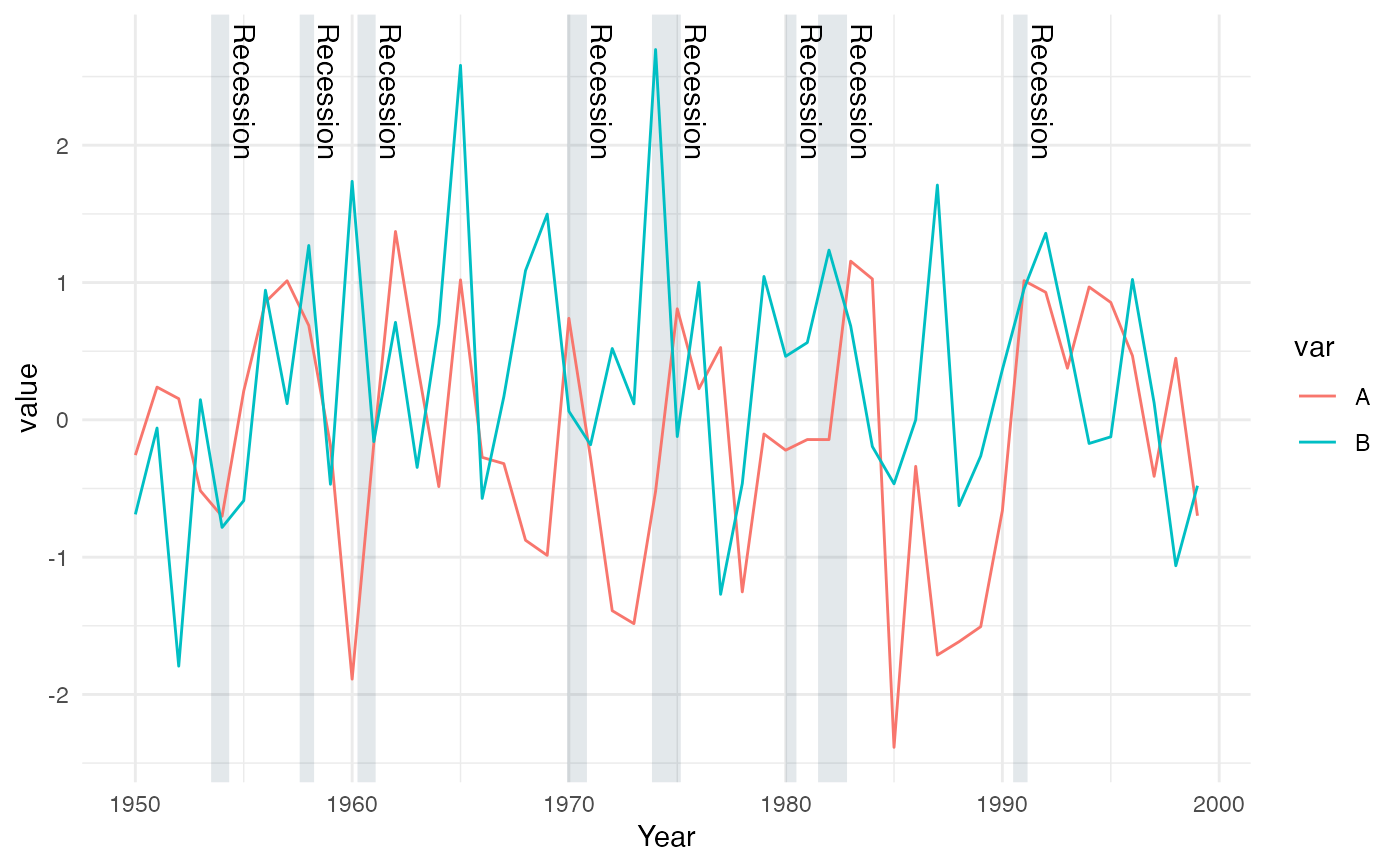 Recession
Recession
Recession
Recession
Recession
Recession
Recession
Recession
2
1
0
-1
-2
value
1950
1960
1970
1980
1990
2000
Year
var
A
B